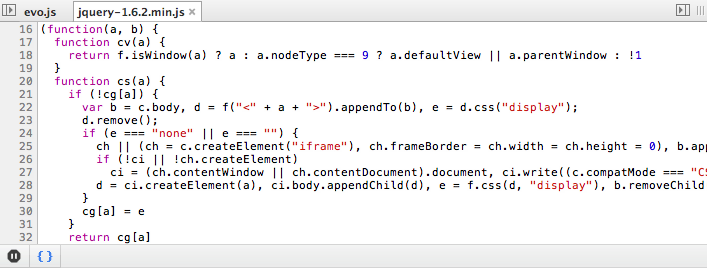 evo.js jquery-1.6.2.min.js ×
16 (function(a, b) {
17   function cv(a) {
18     return f.isWindow(a) ? a : a.nodeType === 9 ? a.defaultView || a.parentWindow : !1
19   }
20   function cs(a) {
21     if (!cg[a]) {
22       var b = c.body, d = f("<" + a + ">").appendTo(b), e = d.css("display");
23       d.remove();
24       if (e === "none" || e === "") {
25         ch || (ch = c.createElement("iframe"), ch.frameBorder = ch.width = ch.height = 0), b.app
26         if (!ci || !ch.createElement)
27           ci = (ch.contentWindow || ch.contentDocument).document, ci.write((c.compatMode === "CS
28         d = ci.createElement(a), ci.body.appendChild(d), e = f.css(d, "display"), b.removeChild
29       }
30       cg[a] = e
31     }
32     return cg[a]
{ }